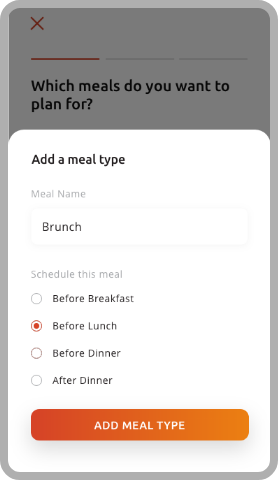 Which meals do you want to
plan for?
Add a meal type
Meal Name
Brunch
Schedule this meal
Before Breakfast
Before Lunch
Before Dinner
After Dinner
ADD MEAL TYPE